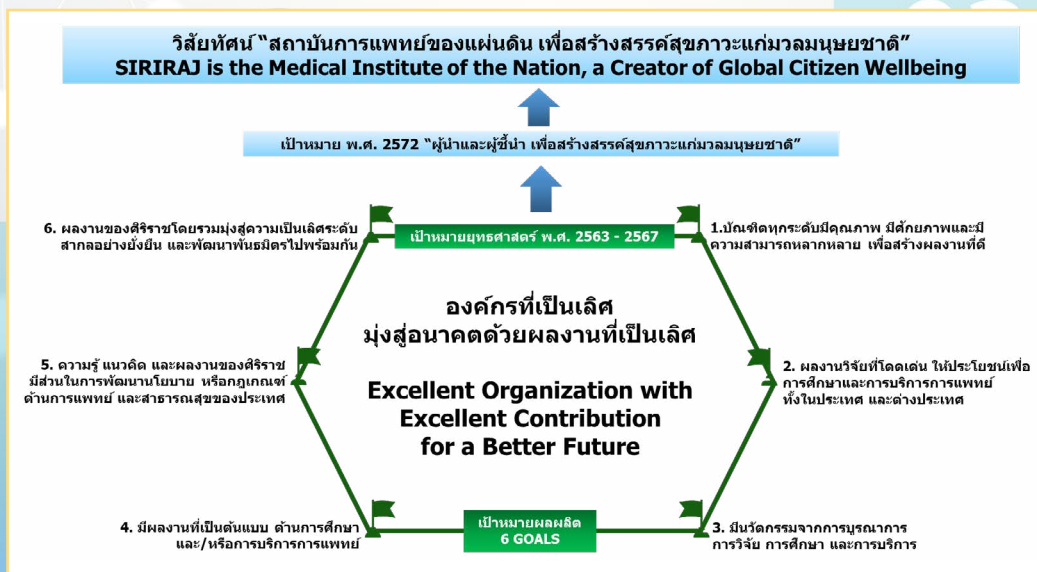 วิสัยทัศน์ “สถาบันการแพทย์ของแผ่นดิน เพื่อสร้างสรรค์สุขภาวะแก่มวลมนุษยชาติ”
SIRIRAJ is the Medical Institute of the Nation, a Creator of Global Citizen Wellbeing
เป้าหมาย พ.ศ. 2572 “ผู้นำและผู้ชี้นำ เพื่อสร้างสรรค์สุขภาวะแก่มวลมนุษยชาติ”
เป้าหมายยุทธศาสตร์ พ.ศ. 2563 - 2567
1.บัณฑิตทุกระดับมีคุณภาพ มีศักยภาพและมี
ความสามารถหลากหลาย เพื่อสร้างผลงานที่ดี
2. ผลงานวิจัยที่โดดเด่น ให้ประโยชน์เพื่อ
การศึกษาและการบริการการแพทย์
ทั้งในประเทศ และต่างประเทศ
3. มีนวัตกรรมจากการบูรณาการ
การวิจัย การศึกษา และการบริการ
4. มีผลงานที่เป็นต้นแบบ ด้านการศึกษา
และ/หรือการบริการการแพทย์
5. ความรู้ แนวคิด และผลงานของศิริราช
มีส่วนในการพัฒนานโยบาย หรือกฎเกณฑ์
ด้านการแพทย์ และสาธารณสุขของประเทศ
6. ผลงานของศิริราชโดยรวมมุ่งสู่ความเป็นเลิศระดับ
สากลอย่างยั่งยืน และพัฒนาพันธมิตรไปพร้อมกัน
องค์กรที่เป็นเลิศ
มุ่งสู่อนาคตด้วยผลงานที่เป็นเลิศ
Excellent Organization with
Excellent Contribution
for a Better Future
เป้าหมายผลผลิต
6 GOALS